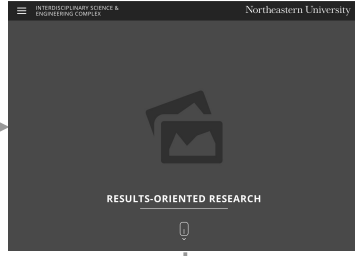 INTERDISCIPLINARY SCIENCE &
ENGINEERING COMPLEX
Northeastern University
RESULTS-ORIENTED RESEARCH